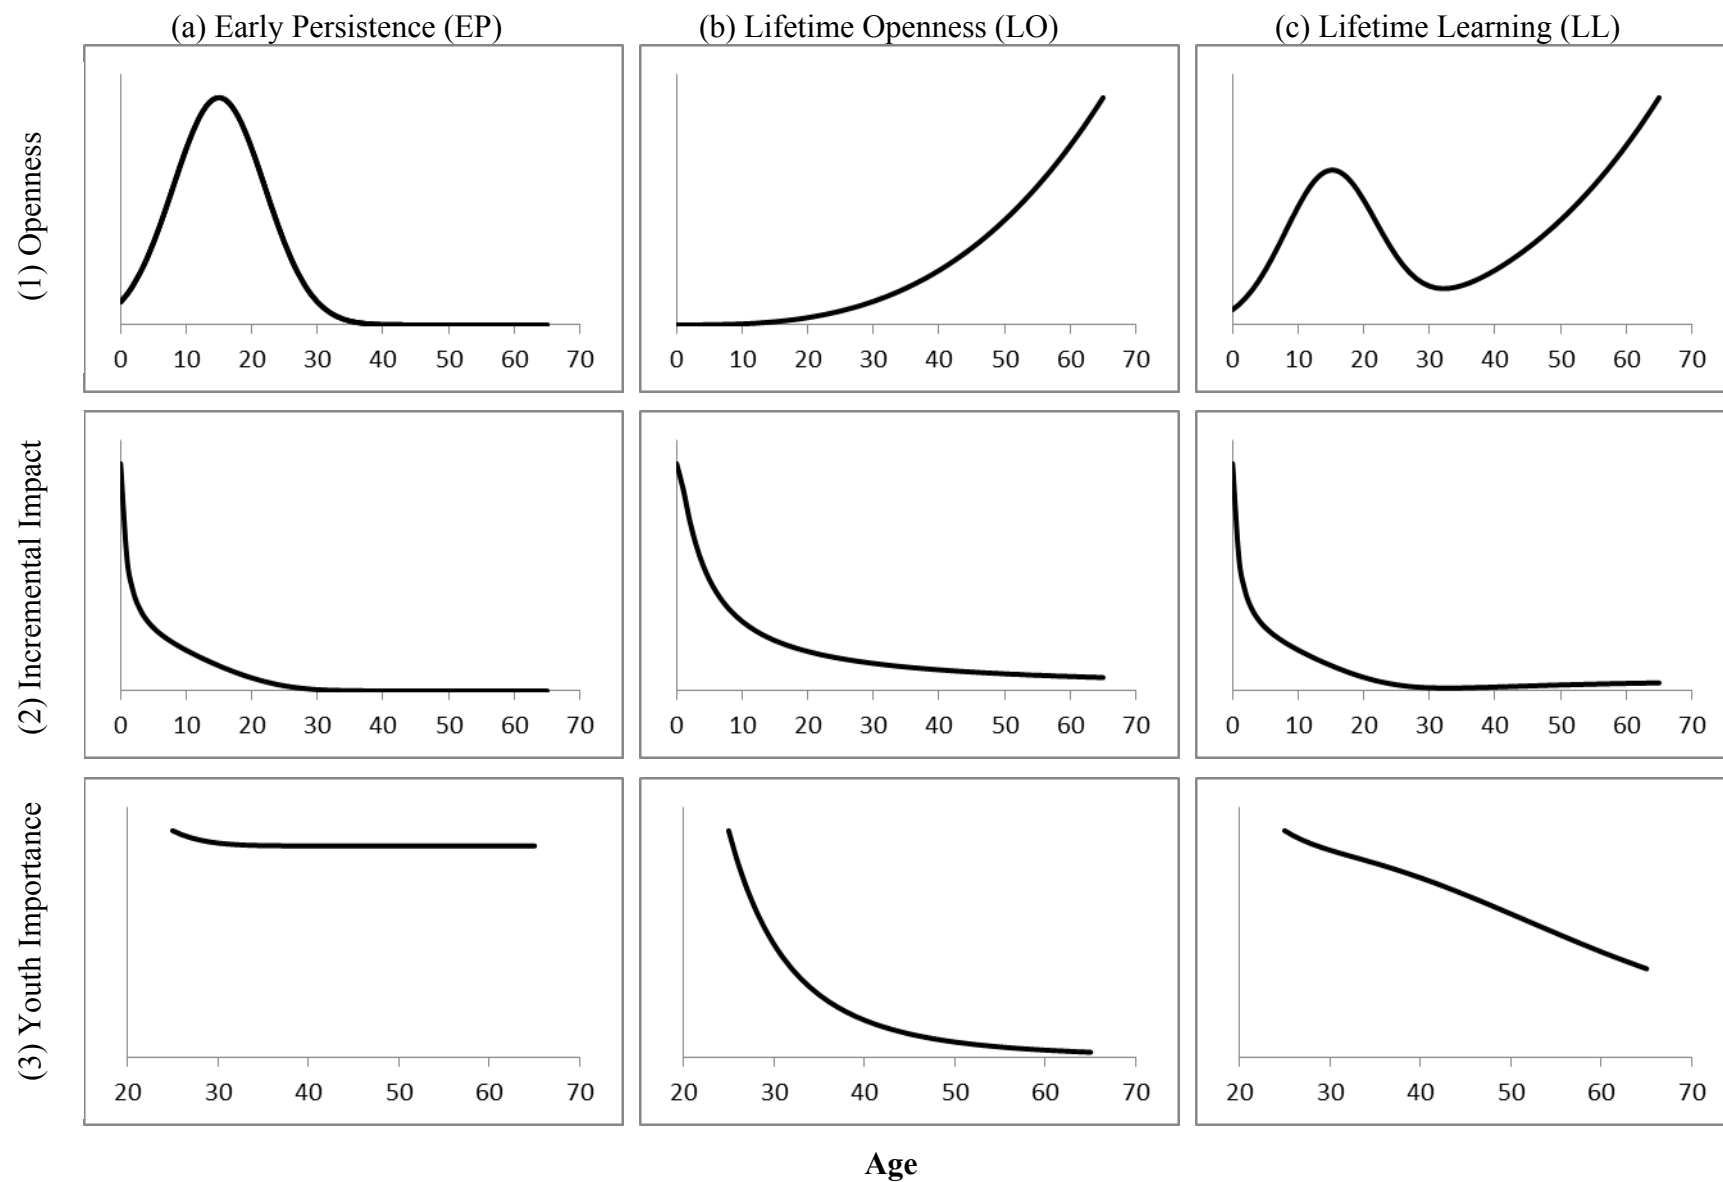 (a) Early Persistence (EP) (b) Lifetime Openness (LO) (c) Lifetime Learning (LL)
(1) Openness
0 10 20 30 40 50 60 70
0 10 20 30 40 50 60 70
0 10 20 30 40 50 60 70
(2) Incremental Impact
0 10 20 30 40 50 60 70
0 10 20 30 40 50 60 70
0 10 20 30 40 50 60 70
(3) Youth Importance
20 30 40 50 60 70
20 30 40 50 60 70
20 30 40 50 60 70
Age